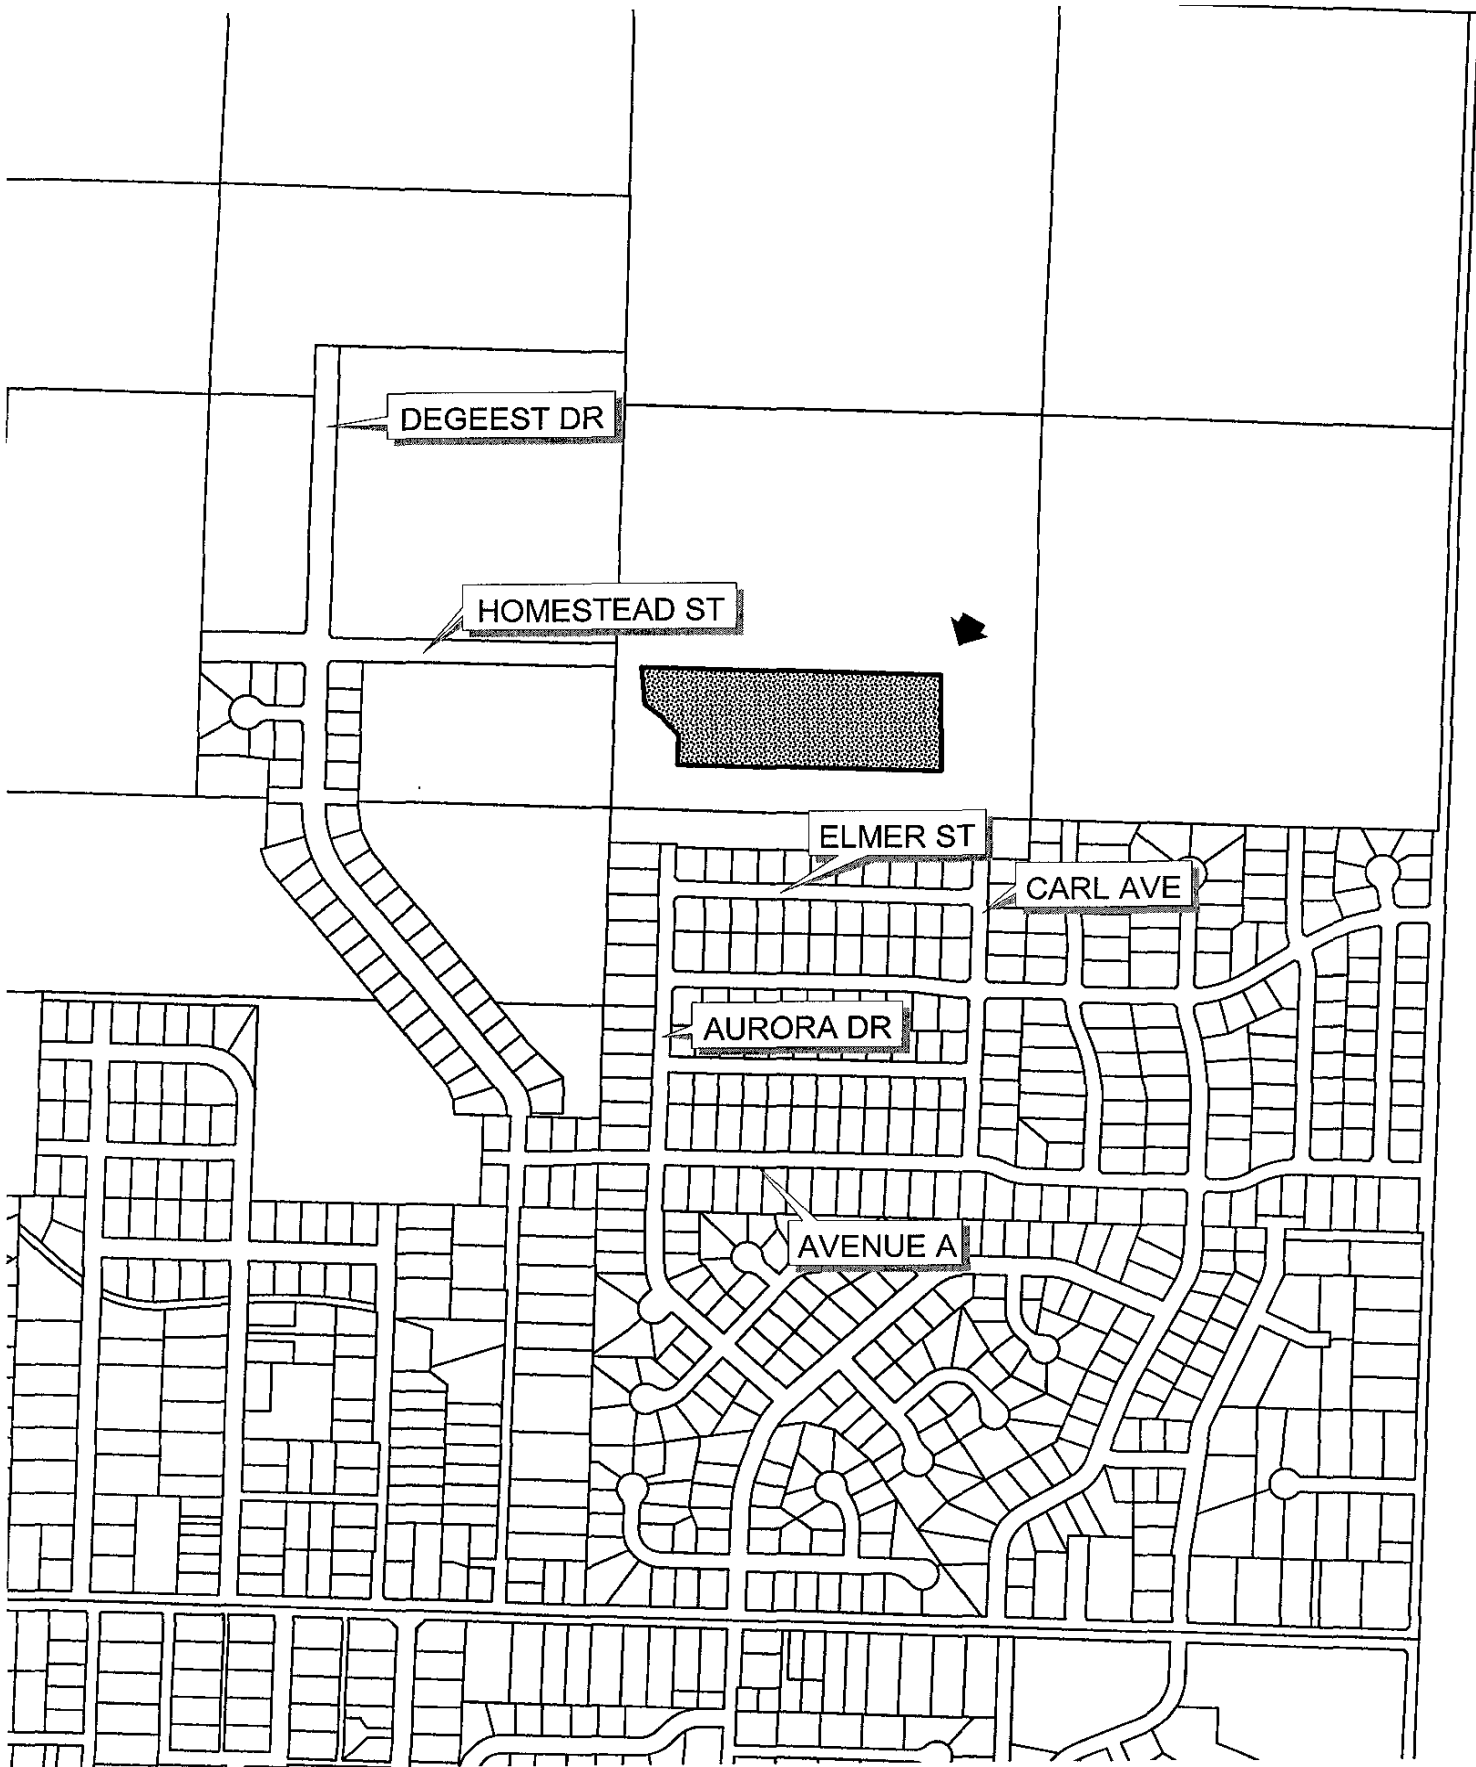 DEGEEST DR
HOMESTEAD ST
ELMER ST
CARL AVE
AURORA DR
AVENUE A